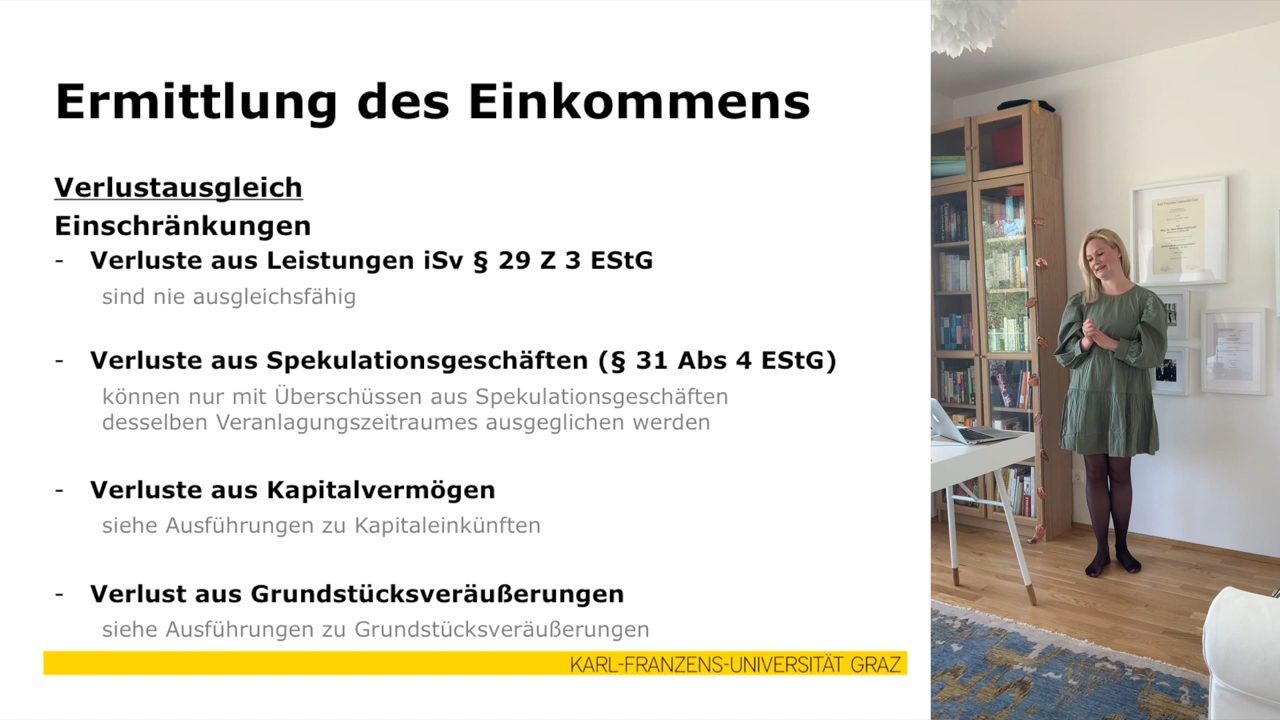 Ermittlung des Einkommens
Verlustausgleich
Einschränkungen
- Verluste aus Leistungen iSv § 29 Z 3 EStG
sind nie ausgleichsfähig
- Verluste aus Spekulationsgeschäften (§ 31 Abs 4 EStG)
können nur mit Überschüssen aus Spekulationsgeschäften
desselben Veranlagungszeitraumes ausgeglichen werden
- Verluste aus Kapitalvermögen
siehe Ausführungen zu Kapitaleinkünften
- Verlust aus Grundstücksveräußerungen
siehe Ausführungen zu Grundstücksveräußerungen
KARL-FRANZENS-UNIVERSITÄT GRAZ